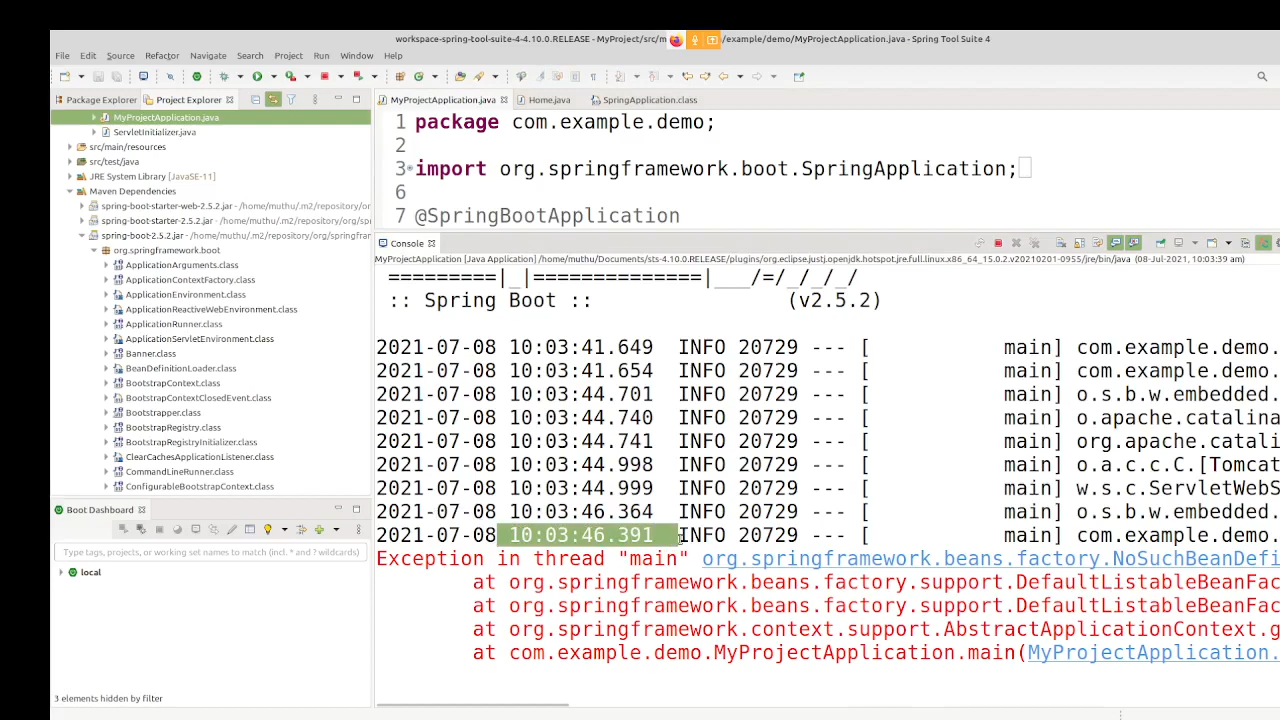 workspace-spring-tool-suite-4-4.10.0.RELEASE - MyProject/src/m /example/demo/MyProjectApplication.java - Spring Tool Suite 4
File Edit Source Refactor Navigate Search Project Run Window Help
Package Explorer Project Explorer
MyProjectApplication.java
ServletInitializer.java
src/main/resources
src/test/java
JRE System Library [JavaSE-11]
Maven Dependencies
spring-boot-starter-web-2.5.2.jar - /home/muthu/.m2/repository/or
spring-boot-starter-2.5.2.jar - /home/muthu/.m2/repository/org/sp
spring-boot-2.5.2.jar - /home/muthu/.m2/repository/org/springfram
org.springframework.boot
ApplicationArguments.class
ApplicationContextFactory.class
ApplicationEnvironment.class
ApplicationReactiveWebEnvironment.class
ApplicationRunner.class
ApplicationServletEnvironment.class
Banner.class
BeanDefinitionLoader.class
BootstrapContext.class
BootstrapContextClosedEvent.class
Bootstrapper.class
BootstrapRegistry.class
BootstrapRegistryInitializer.class
ClearCachesApplicationListener.class
CommandLineRunner.class
ConfigurableBootstrapContext.class
Boot Dashboard
Type tags, projects, or working set names to match (incl. * and ? wildcards)
local
3 elements hidden by filter
MyProjectApplication.java Home.java SpringApplication.class
1 package com.example.demo;
2
3 import org.springframework.boot.SpringApplication;
6
7 @SpringBootApplication
Console
MyProjectApplication [Java Application] /home/muthu/Documents/sts-4.10.0.RELEASE/plugins/org.eclipse.justj.openjdk.hotspot.jre.full.linux.x86_64_15.0.2.v20210201-0955/jre/bin/java (08-Jul-2021, 10:03:39 am)
=========|_|==============|___/=/_/_/_/
:: Spring Boot :: (v2.5.2)
2021-07-08 10:03:41.649 INFO 20729 --- [ main] com.example.demo.
2021-07-08 10:03:41.654 INFO 20729 --- [ main] com.example.demo.
2021-07-08 10:03:44.701 INFO 20729 --- [ main] o.s.b.w.embedded.
2021-07-08 10:03:44.740 INFO 20729 --- [ main] o.apache.catalina
2021-07-08 10:03:44.741 INFO 20729 --- [ main] org.apache.catali
2021-07-08 10:03:44.998 INFO 20729 --- [ main] o.a.c.c.C.[Tomcat
2021-07-08 10:03:44.999 INFO 20729 --- [ main] w.s.c.ServletWebS
2021-07-08 10:03:46.364 INFO 20729 --- [ main] o.s.b.w.embedded.
2021-07-08 10:03:46.391 INFO 20729 --- [ main] com.example.demo.
Exception in thread "main" org.springframework.beans.factory.NoSuchBeanDefi
at org.springframework.beans.factory.support.DefaultListableBeanFac
at org.springframework.beans.factory.support.DefaultListableBeanFac
at org.springframework.context.support.AbstractApplicationContext.g
at com.example.demo.MyProjectApplication.main(MyProjectApplication.